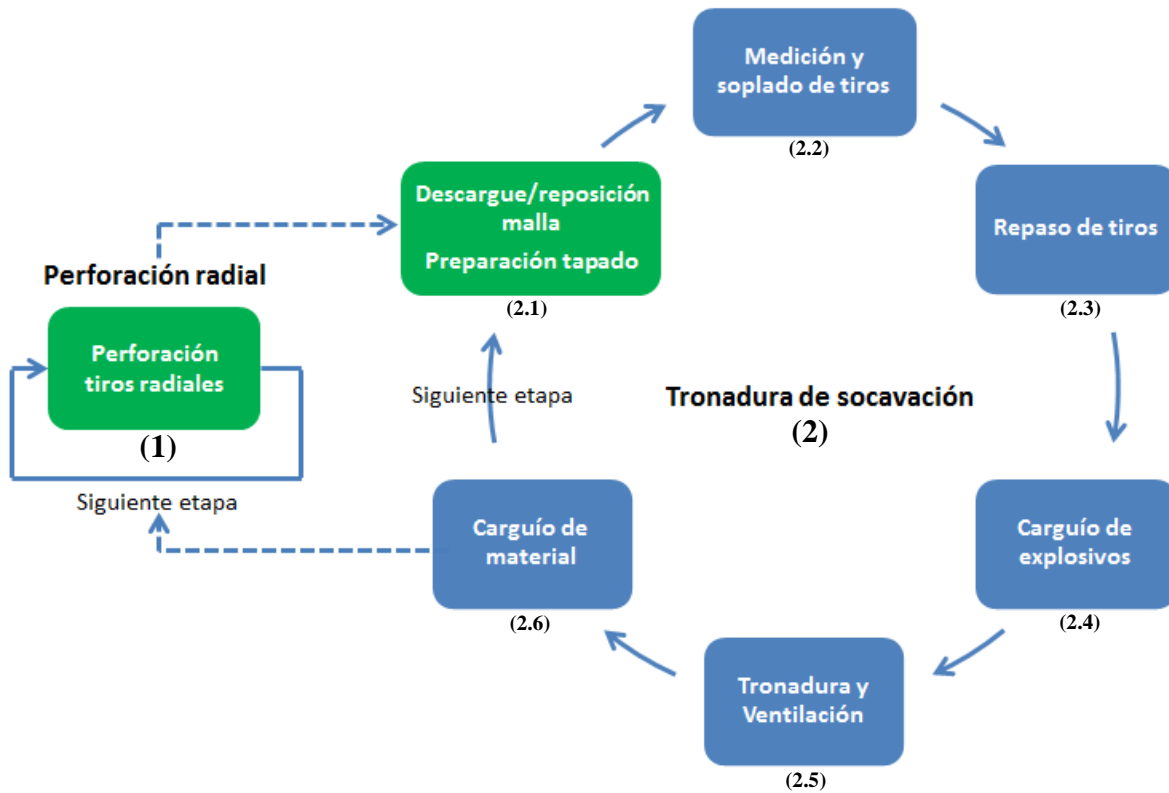 Medición y
soplado de tiros
(2.2)
Descargue/reposición
malla
Preparación tapado
(2.1)
Repaso de tiros
(2.3)
Perforación radial
Perforación
tiros radiales
(1)
Siguiente etapa
Siguiente etapa
Tronadura de socavación
(2)
Carguío de
material
(2.6)
Carguío de
explosivos
(2.4)
Tronadura y
Ventilación
(2.5)